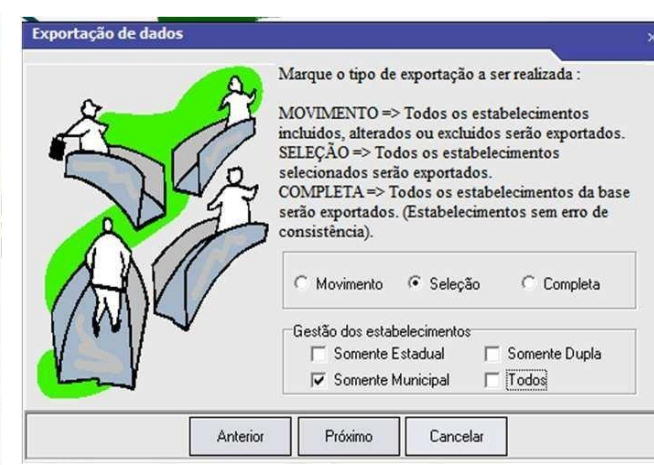 Exportação de dados
Marque o tipo de exportação a ser realizada :
MOVIMENTO => Todos os estabelecimentos
incluidos, alterados ou excluidos serão exportados.
SELEÇÃO => Todos os estabelecimentos
selecionados serão exportados.
COMPLETA => Todos os estabelecimentos da base
serão exportados. (Estabelecimentos sem erro de
consistência).
Movimento Seleção Completa
Gestão dos estabelecimentos
Somente Estadual Somente Dupla
Somente Municipal Todos
Anterior Próximo Cancelar